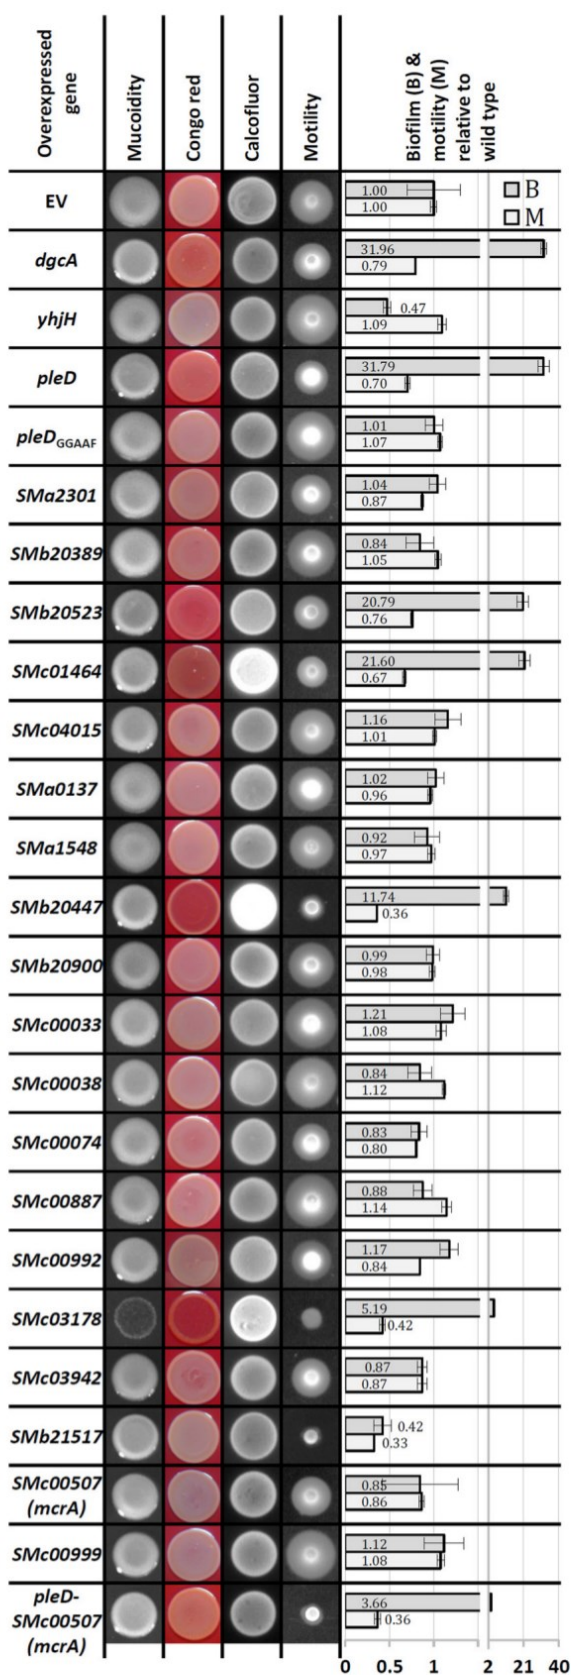 Overexpressed
gene
Mucoidity
Congo red
Calcofluor
Motility
Biofilm (B) &
motility (M)
relative to
wild type
B
M
EV
1.00
1.00
dgcA
31.96
0.79
yhjH
0.47
1.09
pleD
31.79
0.70
pleDGGAAF
1.01
1.07
SMa2301
1.04
0.87
SMb20389
0.84
1.05
SMb20523
20.79
0.76
SMc01464
21.60
0.67
SMc04015
1.16
1.01
SMa0137
1.02
0.96
SMa1548
0.92
0.97
SMb20447
11.74
0.36
SMb20900
0.99
0.98
SMc00033
1.21
1.08
SMc00038
0.84
1.12
SMc00074
0.83
0.80
SMc00887
0.88
1.14
SMc00992
1.17
0.84
SMc03178
5.19
0.42
SMc03942
0.87
0.87
SMb21517
0.42
0.33
SMc00507
(mcrA)
0.85
0.86
SMc00999
1.12
1.08
pleD-
SMc00507
(mcrA)
3.66
0.36
0 0.5 1 2 21 40